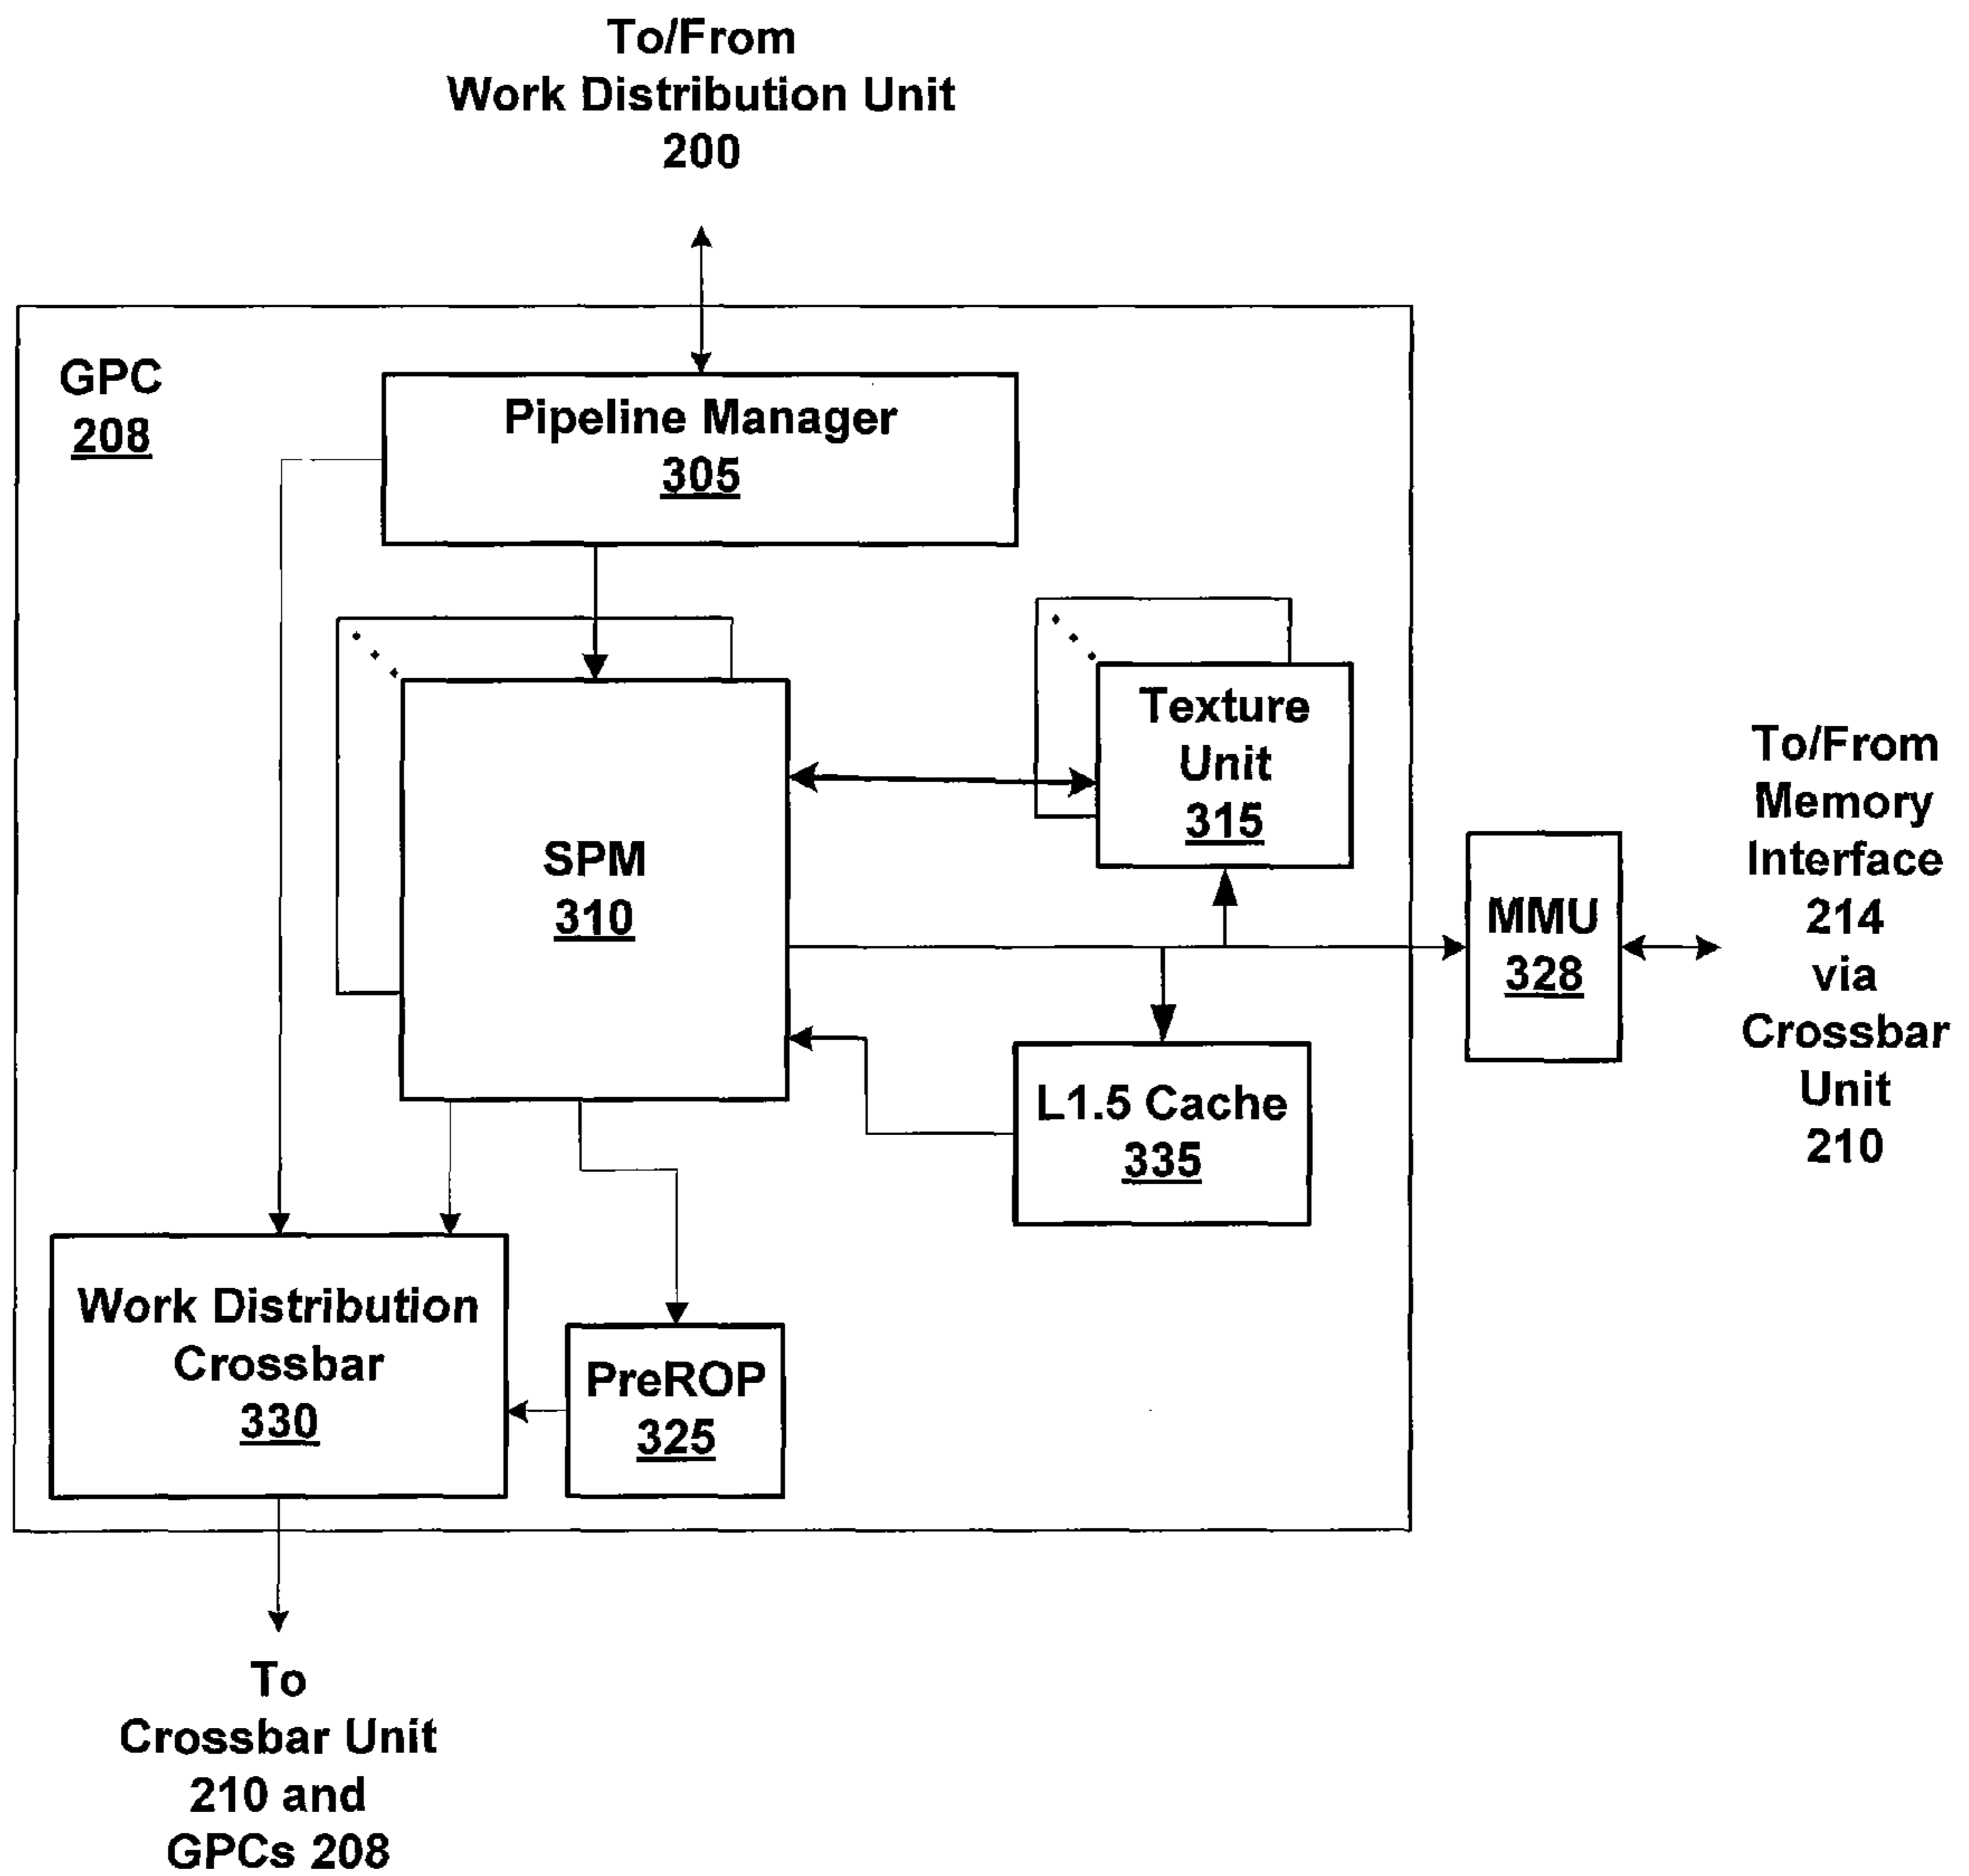 To/From
Work Distribution Unit
200
GPC
208
Pipeline Manager
305
Texture
Unit
315
SPM
310
To/From
Memory
Interface
214
via
Crossbar
Unit
210
MMU
328
L1.5 Cache
335
Work Distribution
Crossbar
330
PreROP
325
To
Crossbar Unit
210 and
GPCs 208